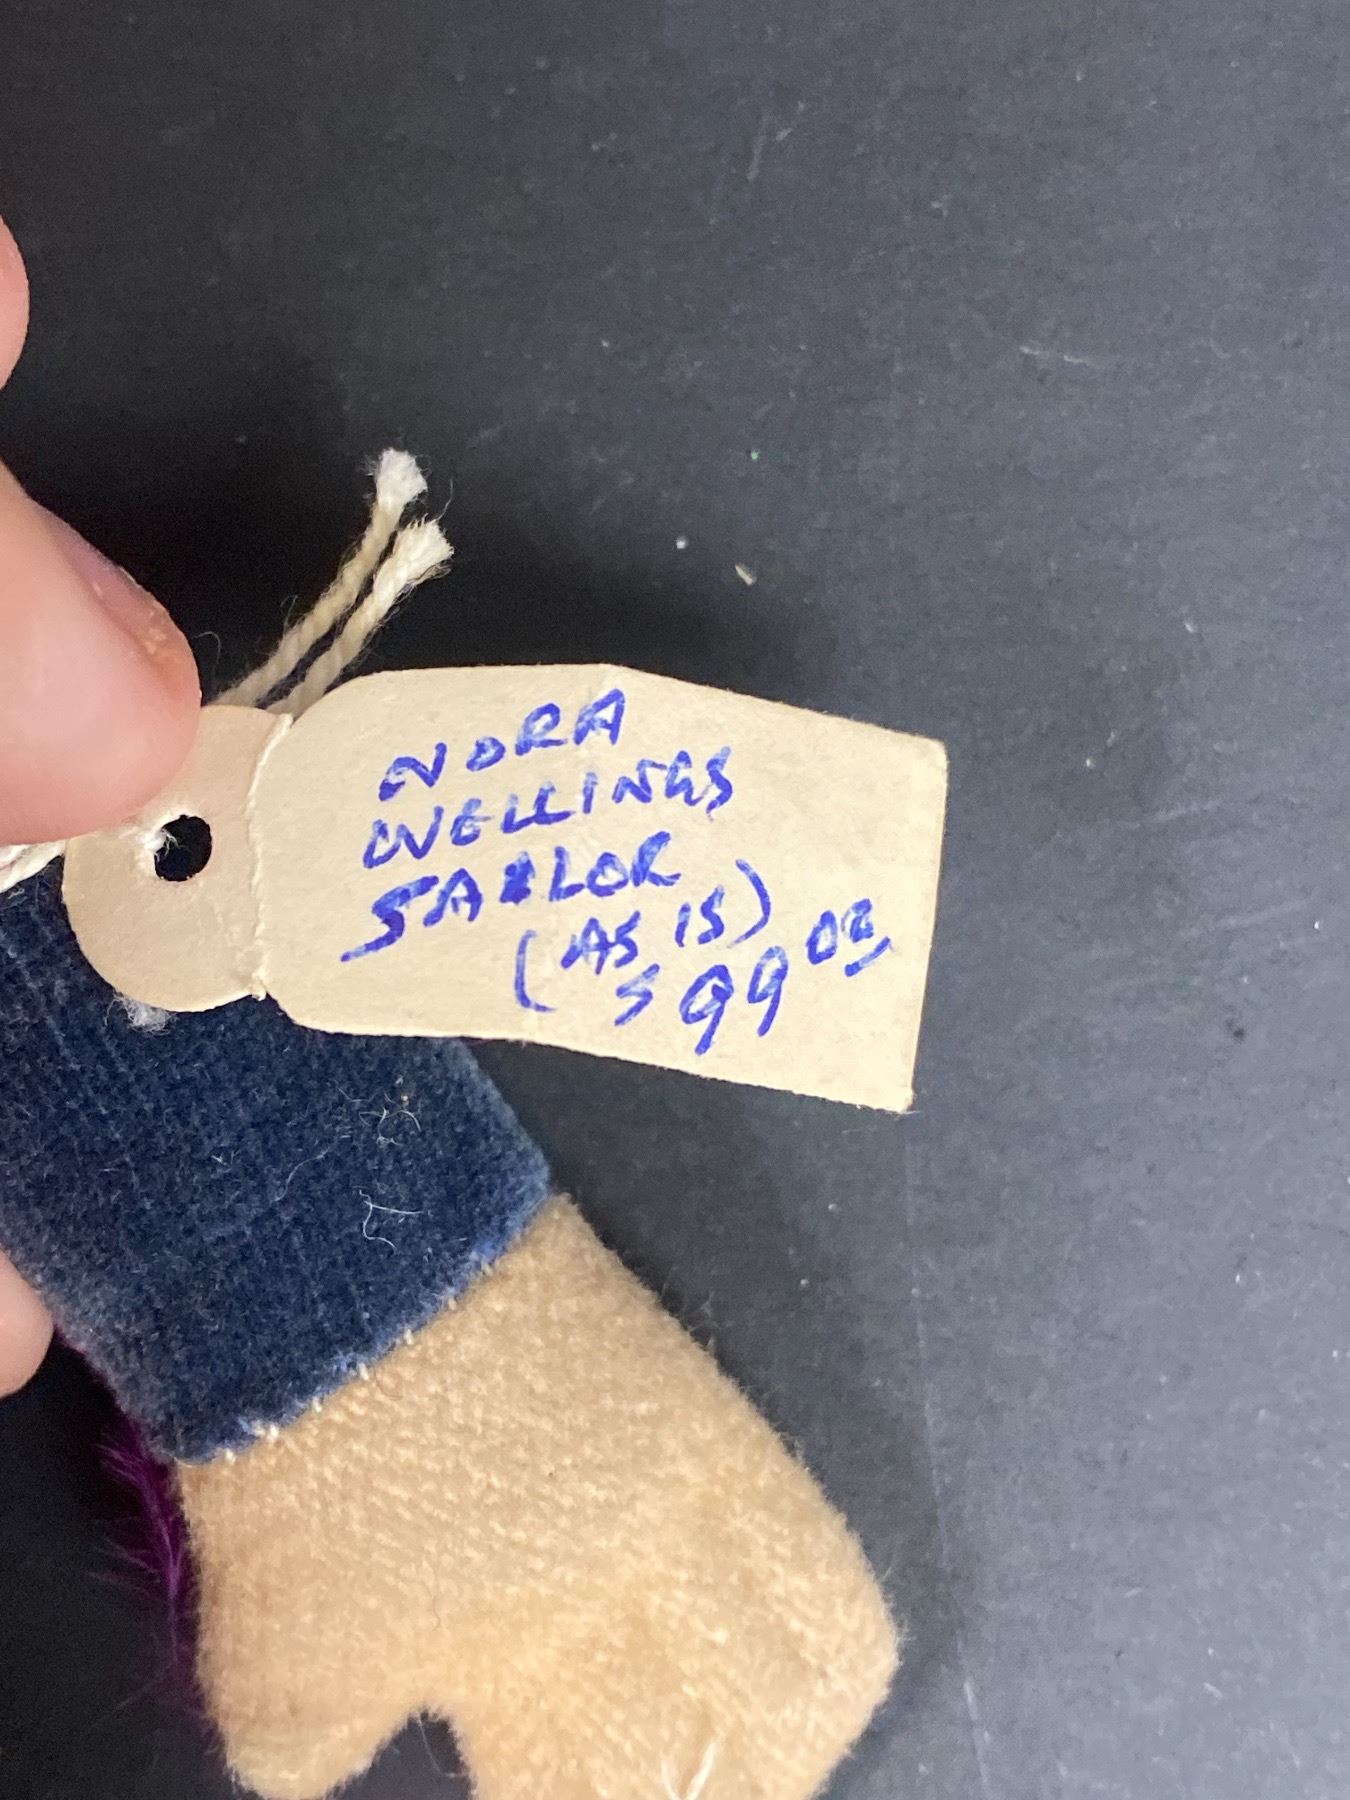 NORA
WELLINGS
SAILOR
(AS IS)
$99.00